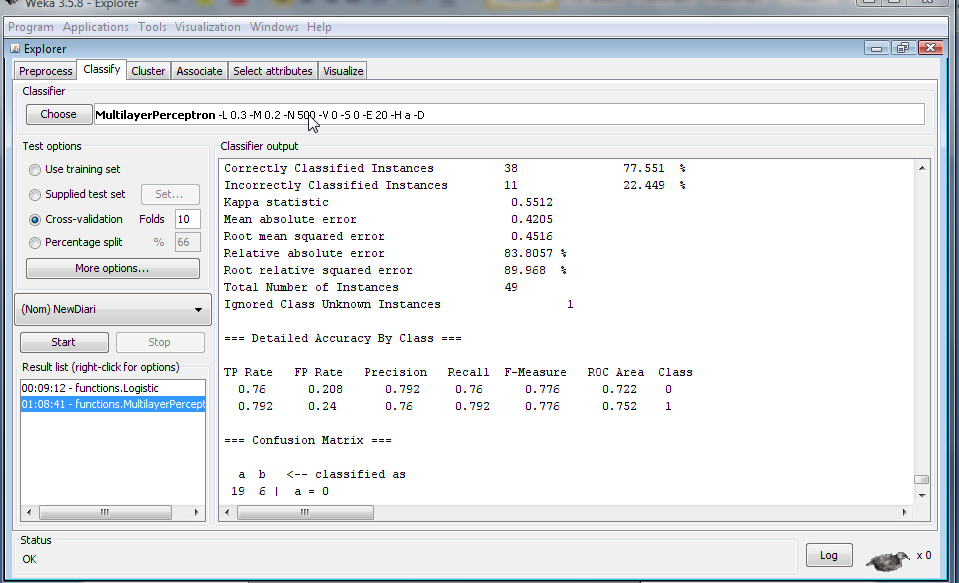 Weka 3.5.8 - Explorer
Program Applications Tools Visualization Windows Help
Explorer
Preprocess Classify Cluster Associate Select attributes Visualize
Classifier
Choose MultilayerPerceptron -L 0.3 -M 0.2 -N 500 -V 0 -S 0 -E 20 -H a -D
Test options
Use training set
Supplied test set Set...
Cross-validation Folds 10
Percentage split % 66
More options...
(Nom) NewDiari
Start Stop
Result list (right-click for options)
00:09:12 - functions.Logistic
01:08:41 - functions.MultilayerPercept
Classifier output
Correctly Classified Instances 38 77.551 %
Incorrectly Classified Instances 11 22.449 %
Kappa statistic 0.5512
Mean absolute error 0.4205
Root mean squared error 0.4516
Relative absolute error 83.8057 %
Root relative squared error 89.968 %
Total Number of Instances 49
Ignored Class Unknown Instances 1
=== Detailed Accuracy By Class ===
TP Rate FP Rate Precision Recall F-Measure ROC Area Class
0.76 0.208 0.792 0.76 0.776 0.722 0
0.792 0.24 0.76 0.792 0.776 0.752 1
=== Confusion Matrix ===
a b <-- classified as
19 6 | a = 0
Status
OK
Log x 0